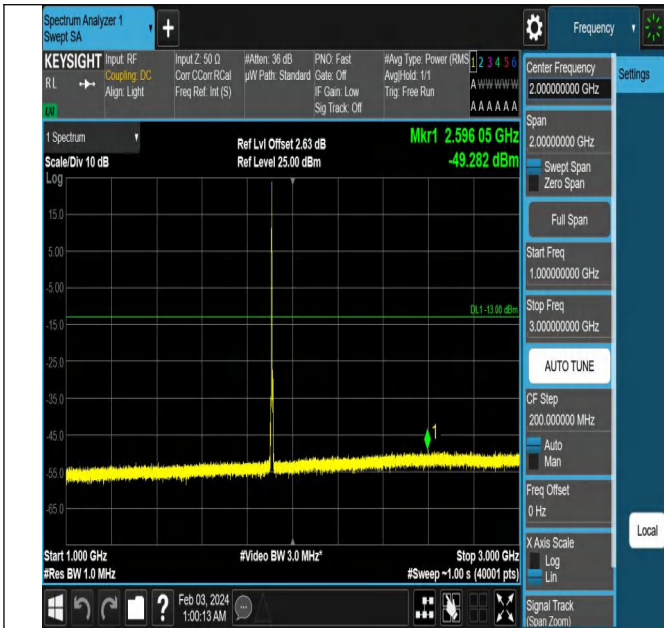 Spectrum Analyzer 1
Swept SA
Frequency
KEYSIGHT
RL
LXI
Input: RF
Coupling: DC
Align: Light
Input Z: 50 Ω
Corr CCorr RCal
Freq Ref: Int (S)
#Atten: 36 dB
µW Path: Standard
PNO: Fast
Gate: Off
IF Gain: Low
Sig Track: Off
#Avg Type: Power (RMS
Avg|Hold: 1/1
Trig: Free Run
1 2 3 4 5 6
A W W W W W
A A A A A A
Center Frequency
2.000000000 GHz
Settings
1 Spectrum
Scale/Div 10 dB
Log
Ref Lvl Offset 2.63 dB
Ref Level 25.00 dBm
Mkr1 2.596 05 GHz
-49.282 dBm
15.0
5.00
-5.00
-15.0
-25.0
-35.0
-45.0
-55.0
-65.0
DL1 -13.00 dBm
1
Start 1.000 GHz
#Res BW 1.0 MHz
#Video BW 3.0 MHz*
Stop 3.000 GHz
#Sweep ~1.00 s (40001 pts)
Span
2.00000000 GHz
Swept Span
Zero Span
Full Span
Start Freq
1.000000000 GHz
Stop Freq
3.000000000 GHz
AUTO TUNE
CF Step
200.000000 MHz
Auto
Man
Freq Offset
0 Hz
X Axis Scale
Log
Lin
Signal Track
(Span Zoom)
Local
Feb 03, 2024
1:00:13 AM